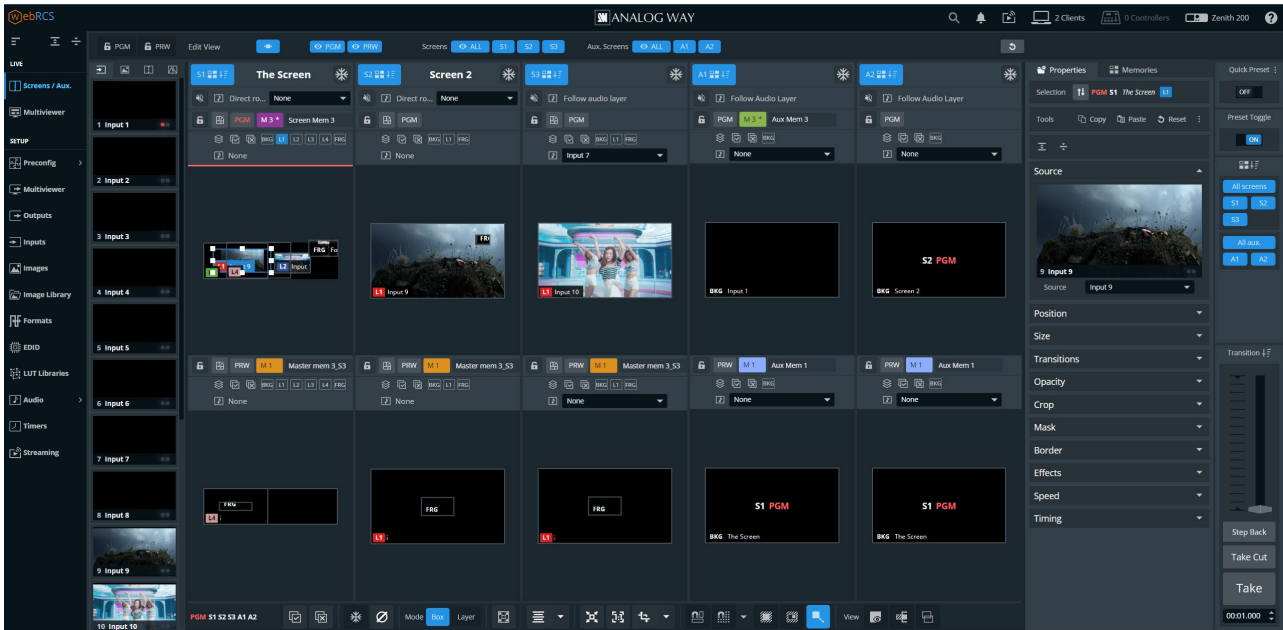 WebRCS
ANALOG WAY
2 Clients
0 Controllers
Zenith 200
PGM
PRW
Edit View
PGM
PRW
Screens
ALL
S1
S2
S3
Aux. Screens
ALL
A1
A2
LIVE
Screens / Aux.
Multiviewer
SETUP
Preconfig
Multiviewer
Outputs
Inputs
Images
Image Library
Formats
EDID
LUT Libraries
Audio
Timers
Streaming
1 Input 1
2 Input 2
3 Input 3
4 Input 4
5 Input 5
6 Input 6
7 Input 7
8 Input 8
9 Input 9
10 Input 10
S1
The Screen
Direct ro... None
PGM M 3 * Screen Mem 3
BKG L1 L2 L3 L4 FRG
None
FRG Fo
L1 9
L2 Input
L4
PRW M 1 Master mem 3_S3
BKG L1 L2 L3 L4 FRG
None
FRG
L4
S2
Screen 2
Direct ro... None
PGM
BKG L1 FRG
None
FR
L1 Input 9
PRW M 1 Master mem 3_S3
BKG L1 FRG
None
FRG
L1
S3
Follow audio layer
PGM
BKG L1 FRG
Input 7
L1 Input 10
PRW M 1 Master mem 3_S3
BKG L1 FRG
None
FRG
L1
A1
Follow Audio Layer
PGM M 3 * Aux Mem 3
BKG
None
BKG Input 1
PRW M 1 Aux Mem 1
BKG
None
S1 PGM
BKG The Screen
A2
Follow Audio Layer
PGM
BKG
None
S2 PGM
BKG Screen 2
PRW M 1 Aux Mem 1
BKG
None
S1 PGM
BKG The Screen
PGM S1 S2 S3 A1 A2
Mode
Box
Layer
View
Properties
Memories
Selection
PGM S1 The Screen L1
Tools
Copy
Paste
Reset
Source
9 Input 9
Source
Input 9
Position
Size
Transitions
Opacity
Crop
Mask
Border
Effects
Speed
Timing
Quick Preset
OFF
Preset Toggle
ON
All screens
S1
S2
S3
All aux.
A1
A2
Transition
Step Back
Take Cut
Take
00:01.000